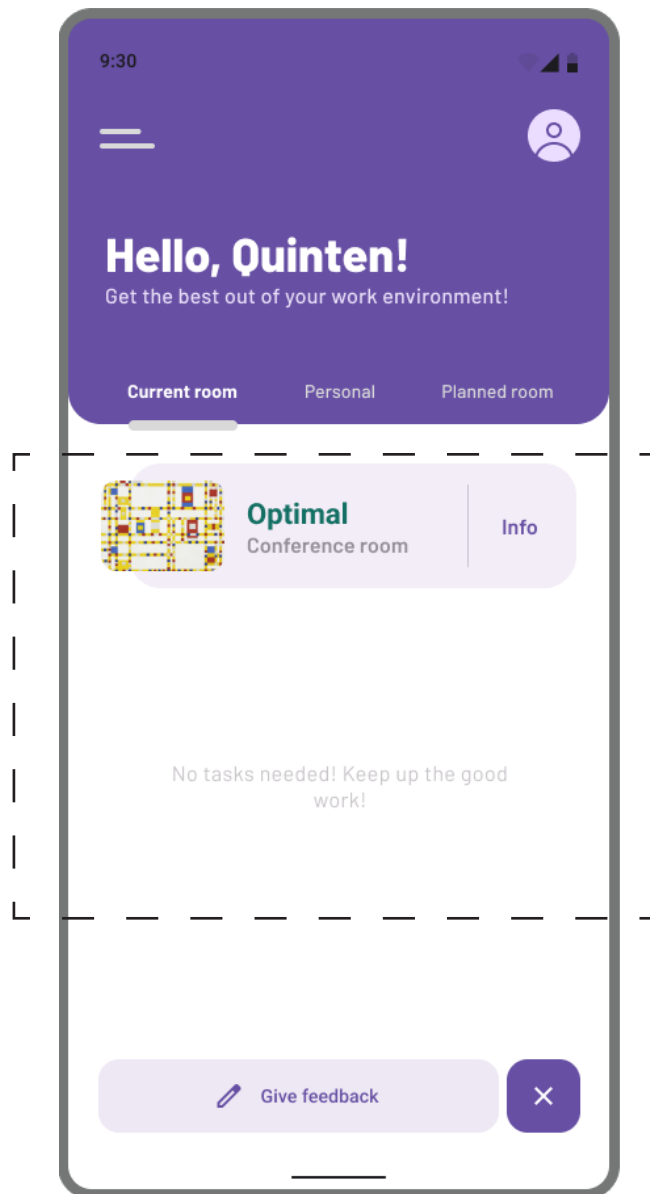 9:30
Hello, Quinten!
Get the best out of your work environment!
Current room Personal Planned room
Optimal
Conference room
Info
No tasks needed! Keep up the good
work!
Give feedback